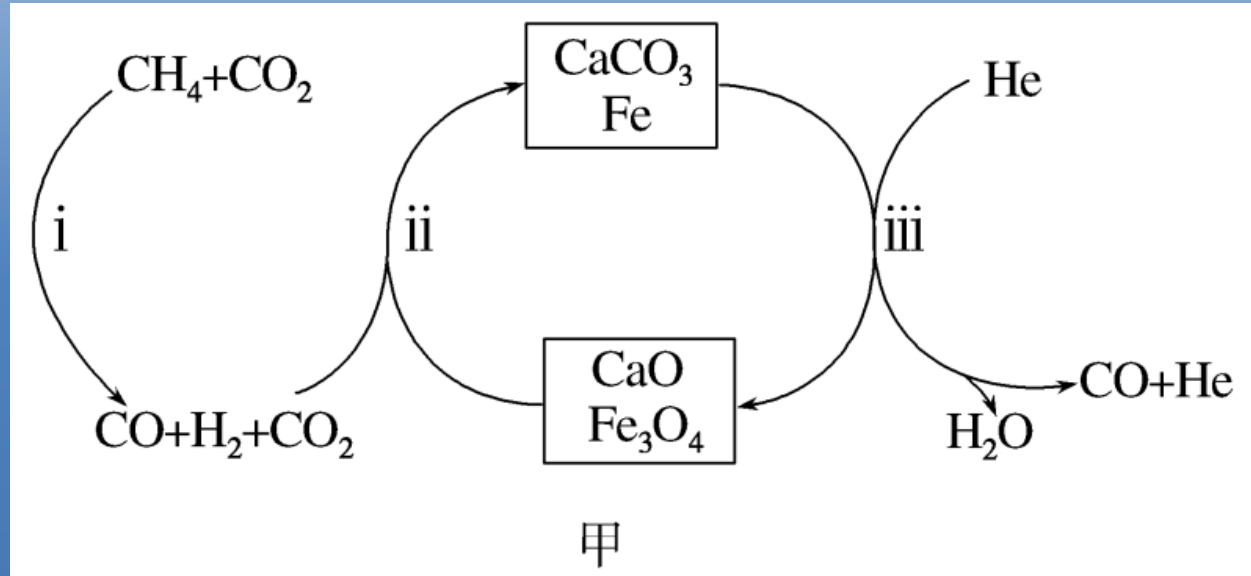 CH₄+CO₂
CaCO₃
Fe
He
i
ii
iii
CaO
Fe₃O₄
CO+H₂+CO₂
CO+He
H₂O
甲